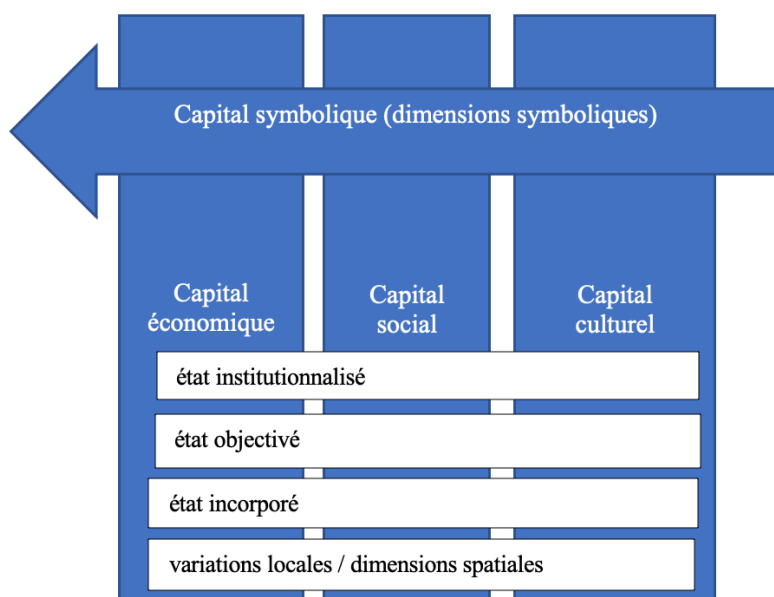 Capital symbolique (dimensions symboliques)
Capital
économique
Capital
social
Capital
culturel
état institutionnalisé
état objectivé
état incorporé
variations locales / dimensions spatiales